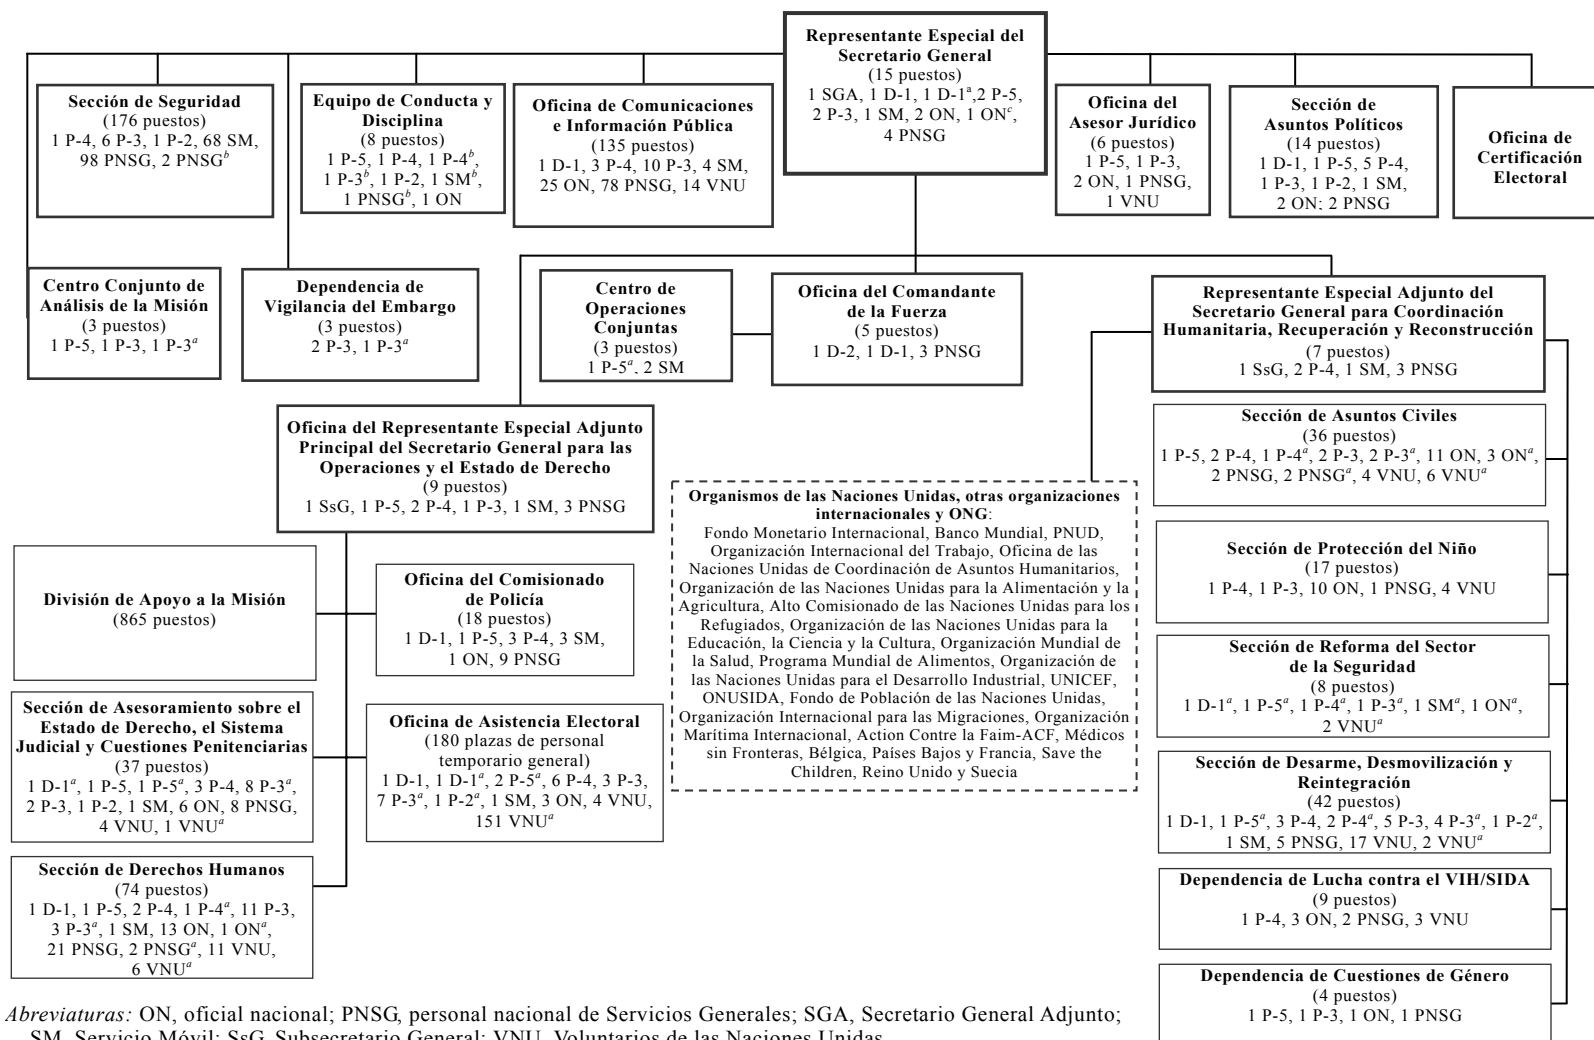 Representante Especial del
Secretario General
(15 puestos)
1 SGA, 1 D-1, 1 D-1ª, 2 P-5,
2 P-3, 1 SM, 2 ON, 1 ONᶜ,
4 PNSG
Sección de Seguridad
(176 puestos)
1 P-4, 6 P-3, 1 P-2, 68 SM,
98 PNSG, 2 PNSGᵇ
Equipo de Conducta y
Disciplina
(8 puestos)
1 P-5, 1 P-4, 1 P-4ᵇ,
1 P-3ᵇ, 1 P-2, 1 SMᵇ,
1 PNSGᵇ, 1 ON
Oficina de Comunicaciones
e Información Pública
(135 puestos)
1 D-1, 3 P-4, 10 P-3, 4 SM,
25 ON, 78 PNSG, 14 VNU
Oficina del
Asesor Jurídico
(6 puestos)
1 P-5, 1 P-3,
2 ON, 1 PNSG,
1 VNU
Sección de
Asuntos Políticos
(14 puestos)
1 D-1, 1 P-5, 5 P-4,
1 P-3, 1 P-2, 1 SM,
2 ON; 2 PNSG
Oficina de
Certificación
Electoral
Centro Conjunto de
Análisis de la Misión
(3 puestos)
1 P-5, 1 P-3, 1 P-3ª
Dependencia de
Vigilancia del Embargo
(3 puestos)
2 P-3, 1 P-3ª
Centro de
Operaciones
Conjuntas
(3 puestos)
1 P-5ª, 2 SM
Oficina del Comandante
de la Fuerza
(5 puestos)
1 D-2, 1 D-1, 3 PNSG
Representante Especial Adjunto del
Secretario General para Coordinación
Humanitaria, Recuperación y Reconstrucción
(7 puestos)
1 SsG, 2 P-4, 1 SM, 3 PNSG
Oficina del Representante Especial Adjunto
Principal del Secretario General para las
Operaciones y el Estado de Derecho
(9 puestos)
1 SsG, 1 P-5, 2 P-4, 1 P-3, 1 SM, 3 PNSG
División de Apoyo a la Misión
(865 puestos)
Oficina del Comisionado
de Policía
(18 puestos)
1 D-1, 1 P-5, 3 P-4, 3 SM,
1 ON, 9 PNSG
Sección de Asesoramiento sobre el
Estado de Derecho, el Sistema
Judicial y Cuestiones Penitenciarias
(37 puestos)
1 D-1ª, 1 P-5, 1 P-5ª, 3 P-4, 8 P-3ª,
2 P-3, 1 P-2, 1 SM, 6 ON, 8 PNSG,
4 VNU, 1 VNUª
Oficina de Asistencia Electoral
(180 plazas de personal
temporario general)
1 D-1, 1 D-1ª, 2 P-5ª, 6 P-4, 3 P-3,
7 P-3ª, 1 P-2ª, 1 SM, 3 ON, 4 VNU,
151 VNUª
Sección de Derechos Humanos
(74 puestos)
1 D-1, 1 P-5, 2 P-4, 1 P-4ª, 11 P-3,
3 P-3ª, 1 SM, 13 ON, 1 ONª,
21 PNSG, 2 PNSGª, 11 VNU,
6 VNUª
Organismos de las Naciones Unidas, otras organizaciones
internacionales y ONG:
Fondo Monetario Internacional, Banco Mundial, PNUD,
Organización Internacional del Trabajo, Oficina de las
Naciones Unidas de Coordinación de Asuntos Humanitarios,
Organización de las Naciones Unidas para la Alimentación y la
Agricultura, Alto Comisionado de las Naciones Unidas para los
Refugiados, Organización de las Naciones Unidas para la
Educación, la Ciencia y la Cultura, Organización Mundial de
la Salud, Programa Mundial de Alimentos, Organización de
las Naciones Unidas para el Desarrollo Industrial, UNICEF,
ONUSIDA, Fondo de Población de las Naciones Unidas,
Organización Internacional para las Migraciones, Organización
Marítima Internacional, Action Contre la Faim-ACF, Médicos
sin Fronteras, Bélgica, Países Bajos y Francia, Save the
Children, Reino Unido y Suecia
Sección de Asuntos Civiles
(36 puestos)
1 P-5, 2 P-4, 1 P-4ª, 2 P-3, 2 P-3ª, 11 ON, 3 ONª,
2 PNSG, 2 PNSGª, 4 VNU, 6 VNUª
Sección de Protección del Niño
(17 puestos)
1 P-4, 1 P-3, 10 ON, 1 PNSG, 4 VNU
Sección de Reforma del Sector
de la Seguridad
(8 puestos)
1 D-1ª, 1 P-5ª, 1 P-4ª, 1 P-3ª, 1 SMª, 1 ONª,
2 VNUª
Sección de Desarme, Desmovilización y
Reintegración
(42 puestos)
1 D-1, 1 P-5ª, 3 P-4, 2 P-4ª, 5 P-3, 4 P-3ª, 1 P-2ª,
1 SM, 5 PNSG, 17 VNU, 2 VNUª
Dependencia de Lucha contra el VIH/SIDA
(9 puestos)
1 P-4, 3 ON, 2 PNSG, 3 VNU
Dependencia de Cuestiones de Género
(4 puestos)
1 P-5, 1 P-3, 1 ON, 1 PNSG
Abreviaturas: ON, oficial nacional; PNSG, personal nacional de Servicios Generales; SGA, Secretario General Adjunto;
SM, Servicio Móvil; SsG, Subsecretario General; VNU, Voluntarios de las Naciones Unidas